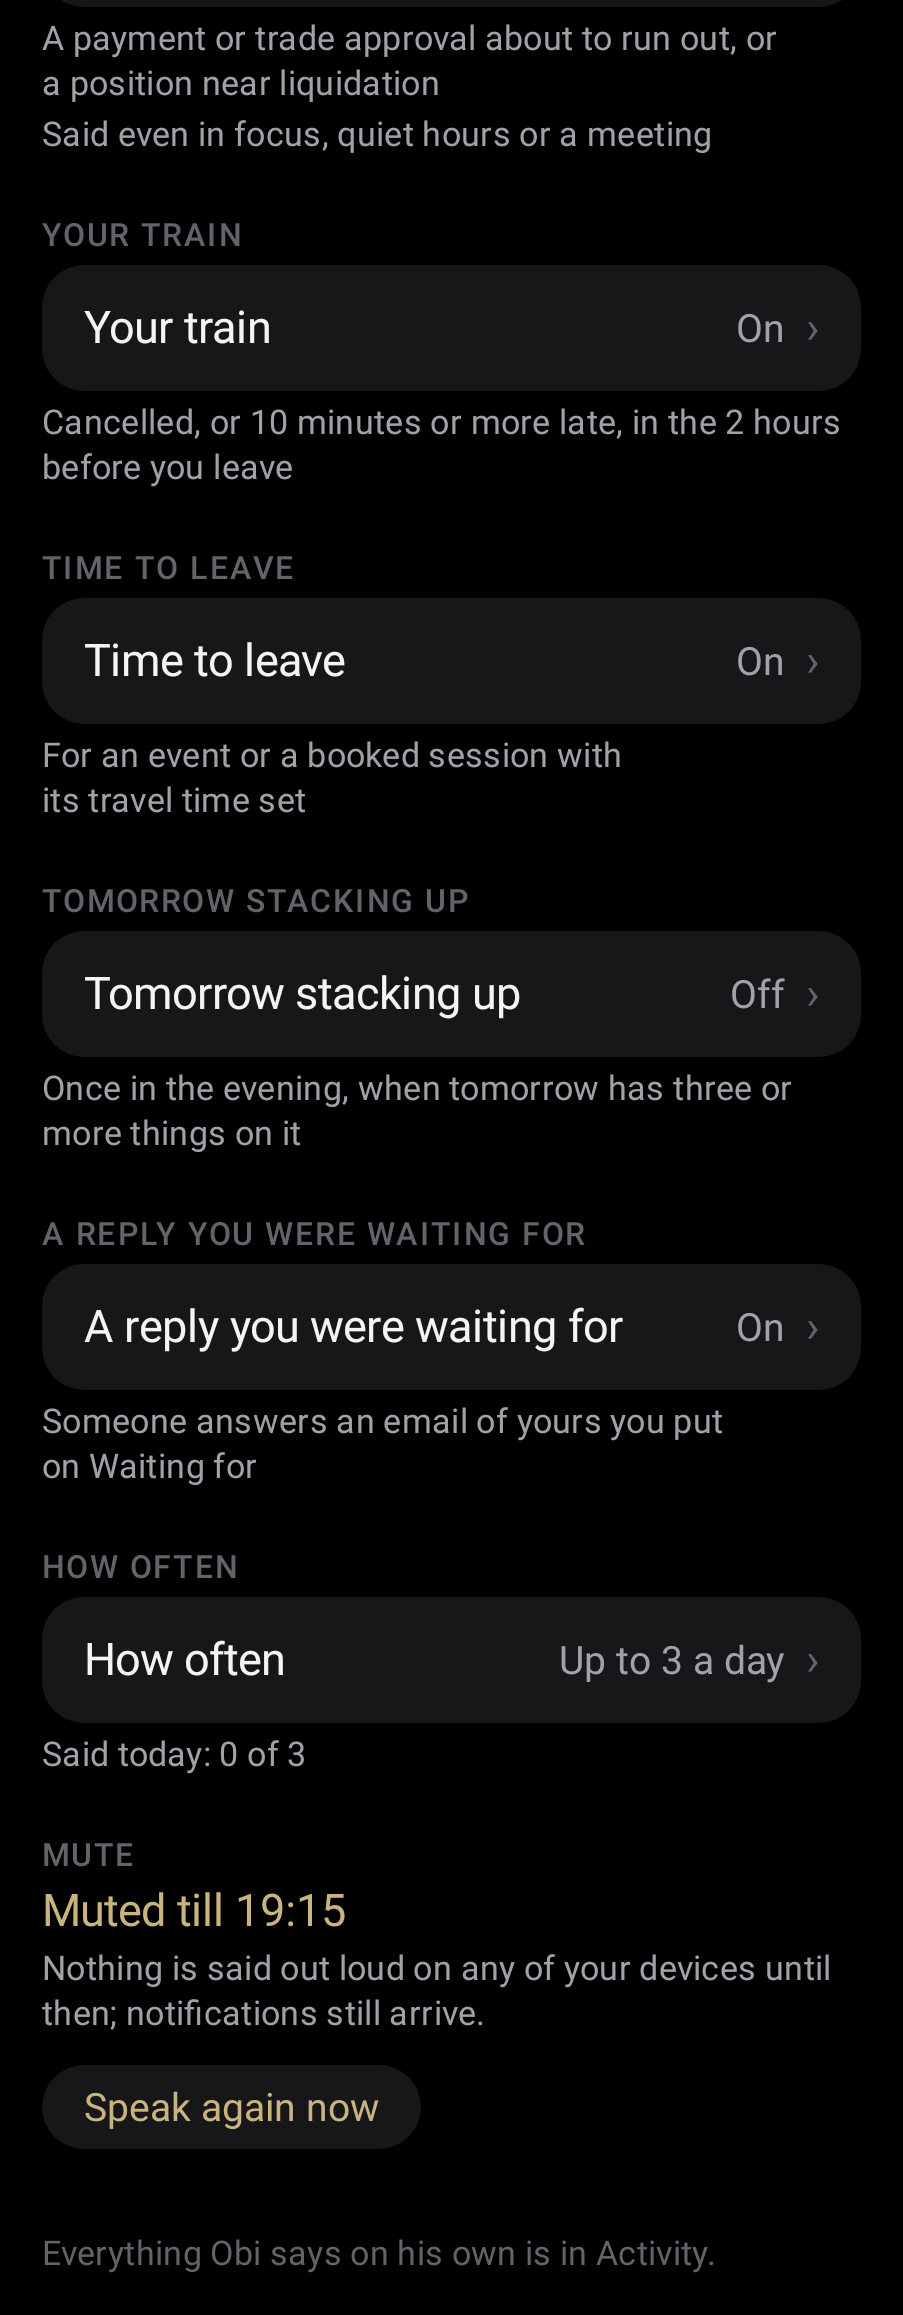 A payment or trade approval about to run out, or
a position near liquidation
Said even in focus, quiet hours or a meeting
YOUR TRAIN
Your train On ›
Cancelled, or 10 minutes or more late, in the 2 hours
before you leave
TIME TO LEAVE
Time to leave On ›
For an event or a booked session with
its travel time set
TOMORROW STACKING UP
Tomorrow stacking up Off ›
Once in the evening, when tomorrow has three or
more things on it
A REPLY YOU WERE WAITING FOR
A reply you were waiting for On ›
Someone answers an email of yours you put
on Waiting for
HOW OFTEN
How often Up to 3 a day ›
Said today: 0 of 3
MUTE
Muted till 19:15
Nothing is said out loud on any of your devices until
then; notifications still arrive.
Speak again now
Everything Obi says on his own is in Activity.